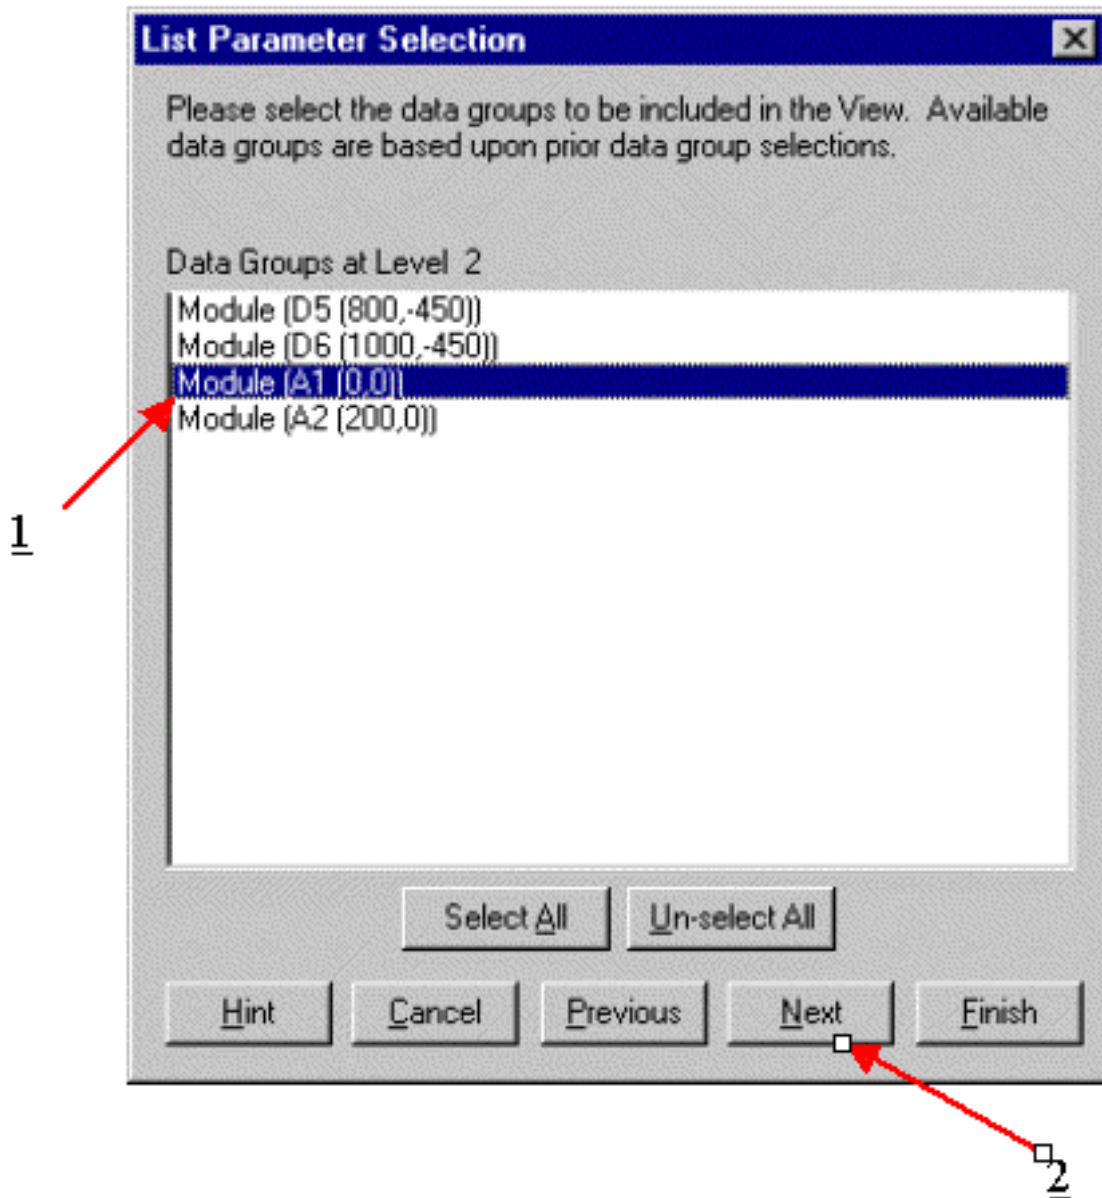 List Parameter Selection
Please select the data groups to be included in the View.  Available
data groups are based upon prior data group selections.
Data Groups at Level  2
Module (D5 (800,-450))
Module (D6 (1000,-450))
Module (A1 (0,0))
Module (A2 (200,0))
1
Select All Un-select All
Hint Cancel Previous Next Finish
2